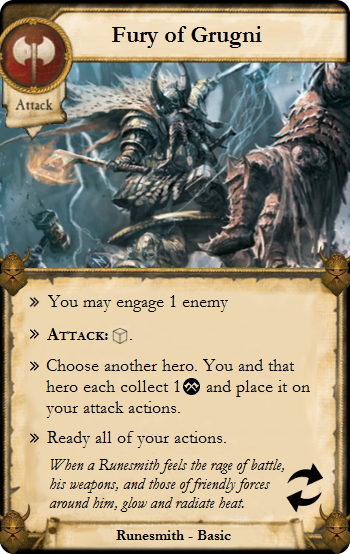 Fury of Grugni
Attack
» You may engage 1 enemy
» ATTACK: .
» Choose another hero. You and that
hero each collect 1 and place it on
your attack actions.
» Ready all of your actions.
When a Runesmith feels the rage of battle,
his weapons, and those of friendly forces
around him, glow and radiate heat.
Runesmith - Basic